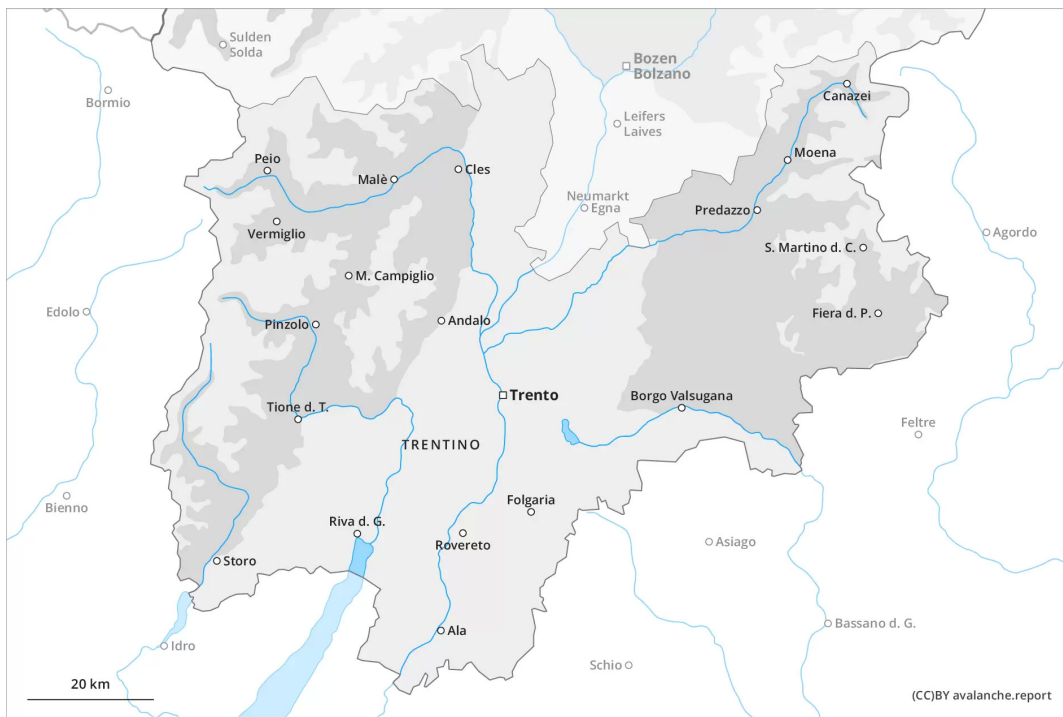 Sulden
Solda
Bozen
Bolzano
Bormio
Canazei
Leifers
Laives
Moena
Peio
Malè
Cles
Neumarkt
Egna
Predazzo
Vermiglio
S. Martino d. C.
Agordo
M. Campiglio
Edolo
Pinzolo
Andalo
Fiera d. P.
Trento
Borgo Valsugana
Tione d. T.
TRENTINO
Feltre
Bienno
Folgaria
Riva d. G.
Rovereto
Asiago
Storo
Ala
Bassano d. G.
Idro
Schio
20 km
(CC)BY avalanche.report